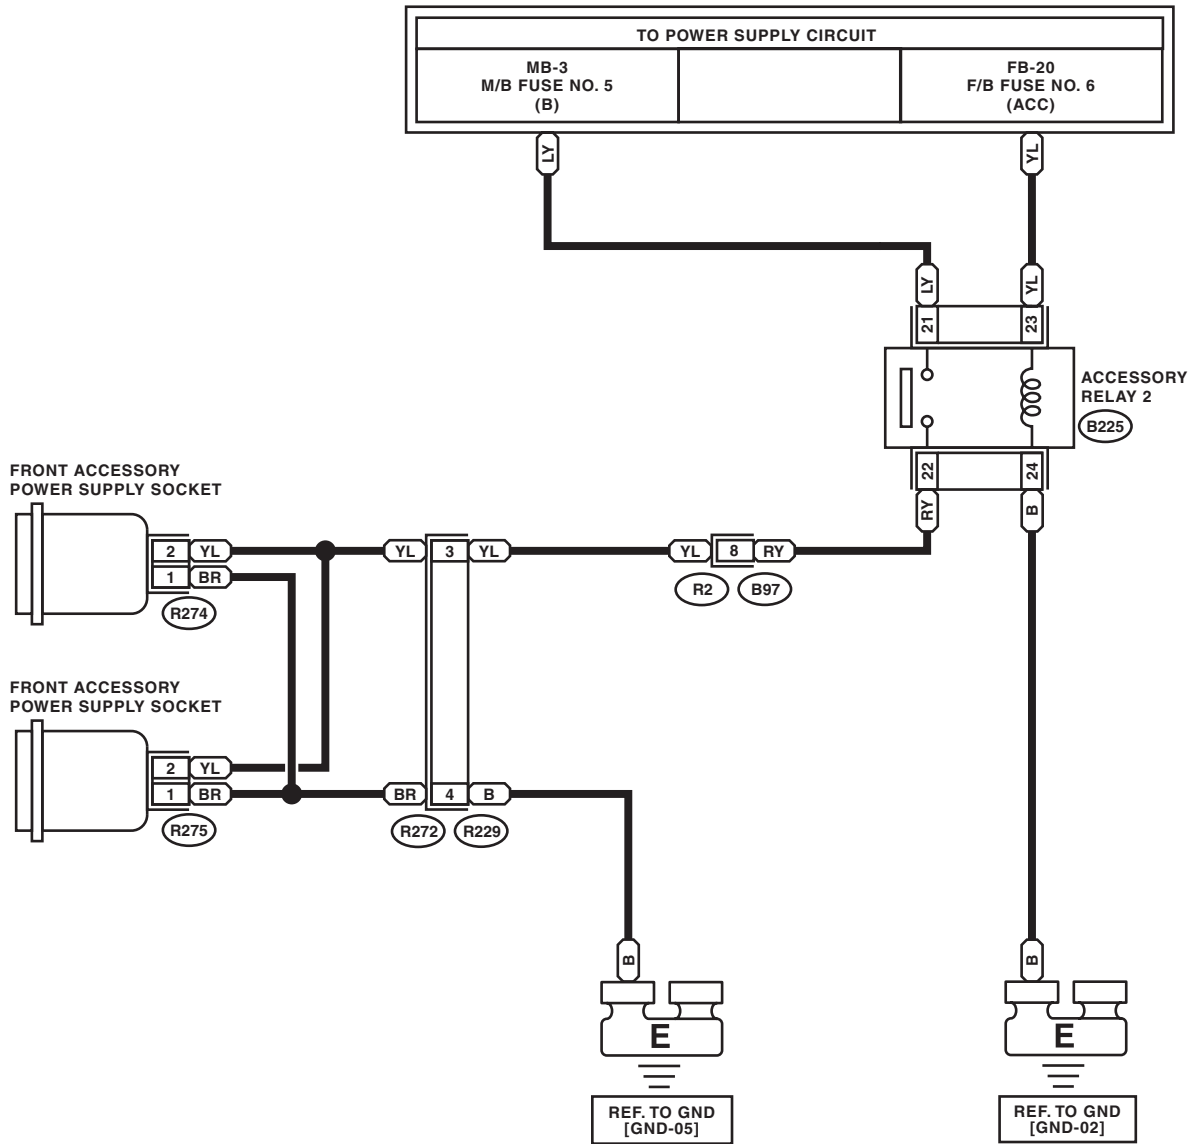 TO POWER SUPPLY CIRCUIT
MB-3
M/B FUSE NO. 5
(B)
FB-20
F/B FUSE NO. 6
(ACC)
LY
YL
LY
YL
21
23
ACCESSORY
RELAY 2
B225
22
24
RY
B
FRONT ACCESSORY
POWER SUPPLY SOCKET
2 YL
1 BR
R274
YL 3 YL
YL 8 RY
R2 B97
FRONT ACCESSORY
POWER SUPPLY SOCKET
2 YL
1 BR
R275
BR 4 B
R272 R229
B
B
E
E
REF. TO GND
[GND-05]
REF. TO GND
[GND-02]